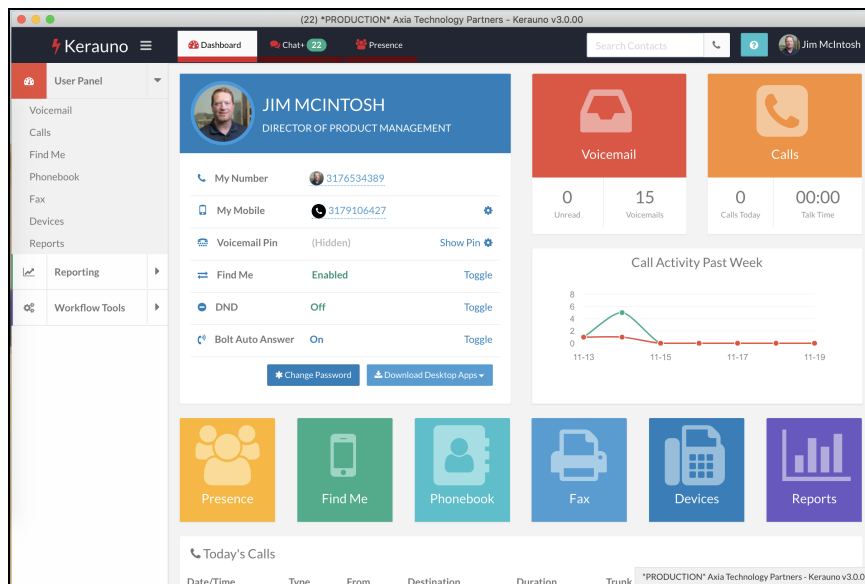 (22) *PRODUCTION* Axia Technology Partners - Kerauno v3.0.00
Kerauno
Dashboard
Chat+ 22
Presence
Search Contacts
?
Jim McIntosh
User Panel
Voicemail
Calls
Find Me
Phonebook
Fax
Devices
Reports
Reporting
Workflow Tools
JIM MCINTOSH
DIRECTOR OF PRODUCT MANAGEMENT
My Number 3176534389
My Mobile 3179106427
Voicemail Pin (Hidden) Show Pin
Find Me Enabled Toggle
DND Off Toggle
Bolt Auto Answer On Toggle
Change Password
Download Desktop Apps
Voicemail
0 15
Unread Voicemails
Calls
0 00:00
Calls Today Talk Time
Call Activity Past Week
8
6
4
2
0
11-13 11-15 11-17 11-19
Presence
Find Me
Phonebook
Fax
Devices
Reports
Today's Calls
Date/Time Type From Destination Duration Trunk
*PRODUCTION* Axia Technology Partners - Kerauno v3.0.0